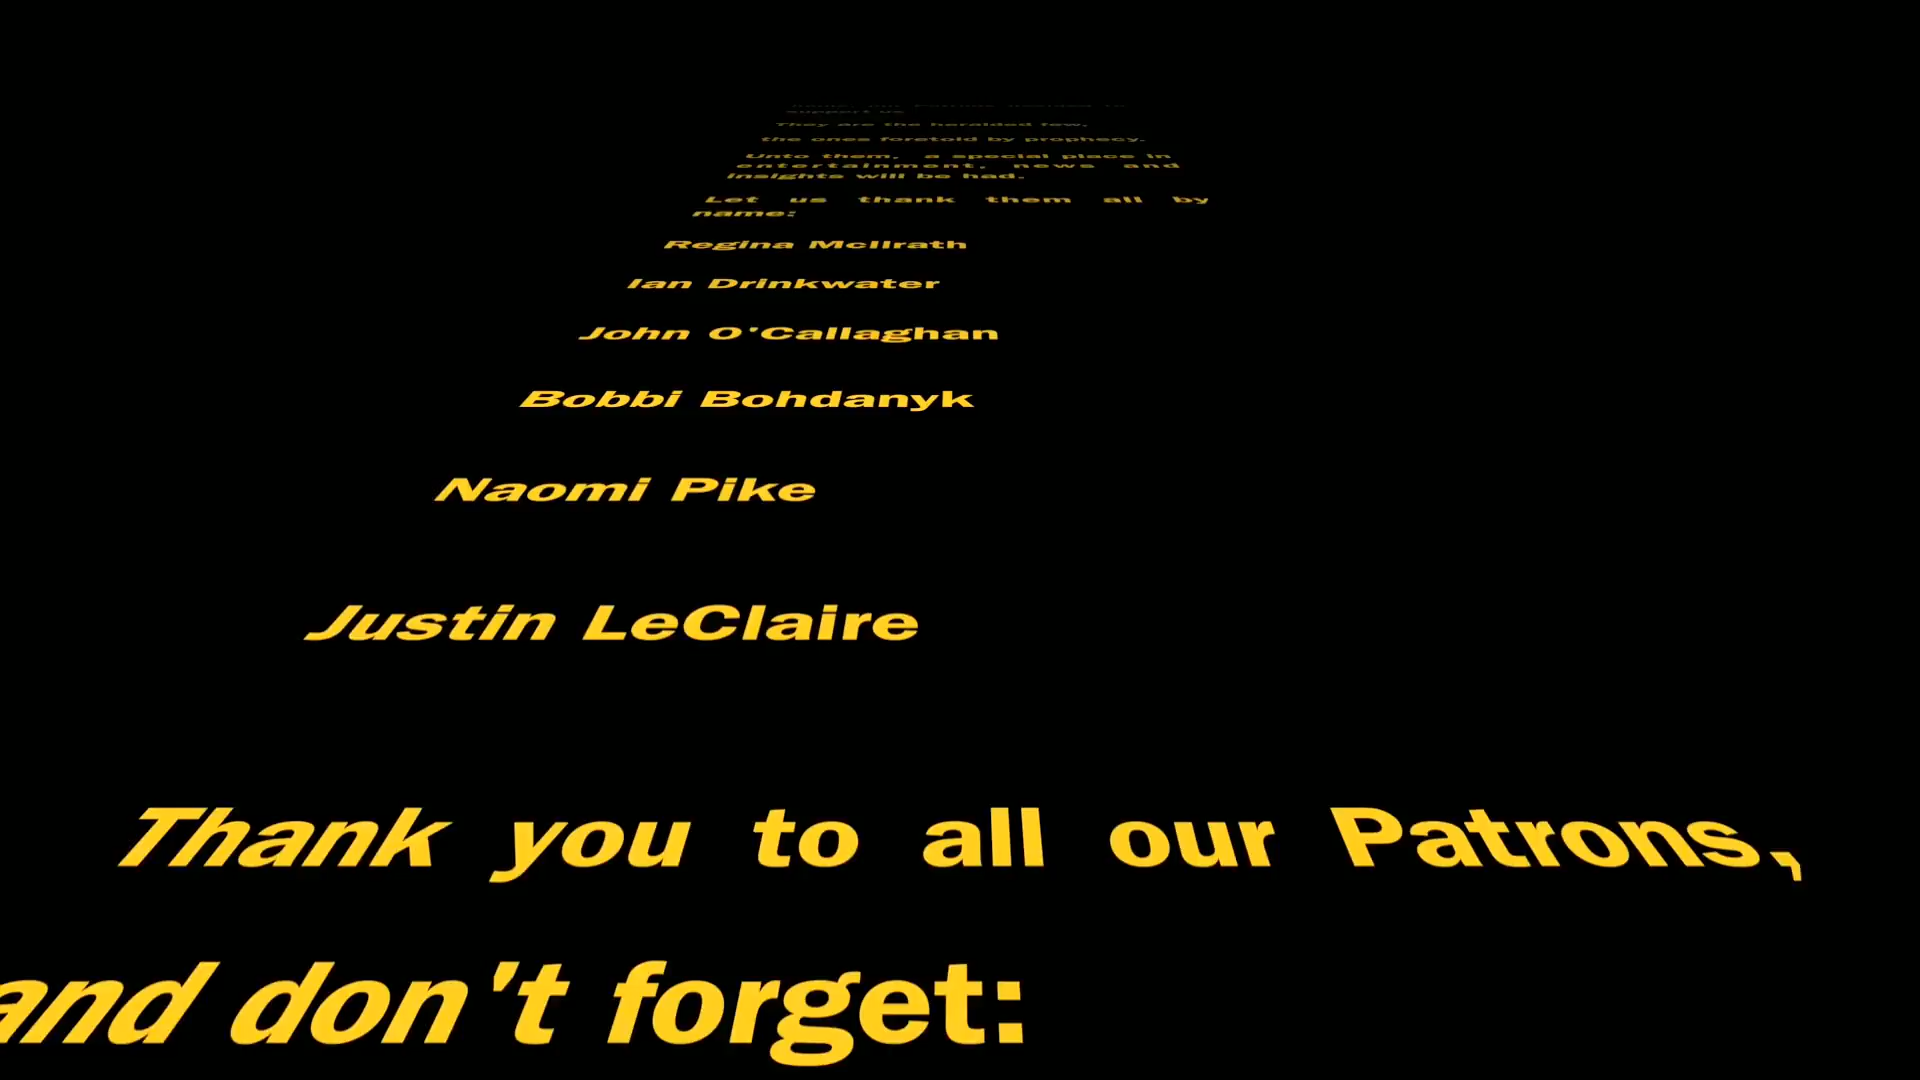 support us
They are the heralded few,
the ones foretold by prophecy.
Unto them, a special place in
entertainment, news and
insights will be had.
Let us thank them all by
name:
Regina McIlrath
Ian Drinkwater
John O'Callaghan
Bobbi Bohdanyk
Naomi Pike
Justin LeClaire
Thank you to all our Patrons,
and don't forget: